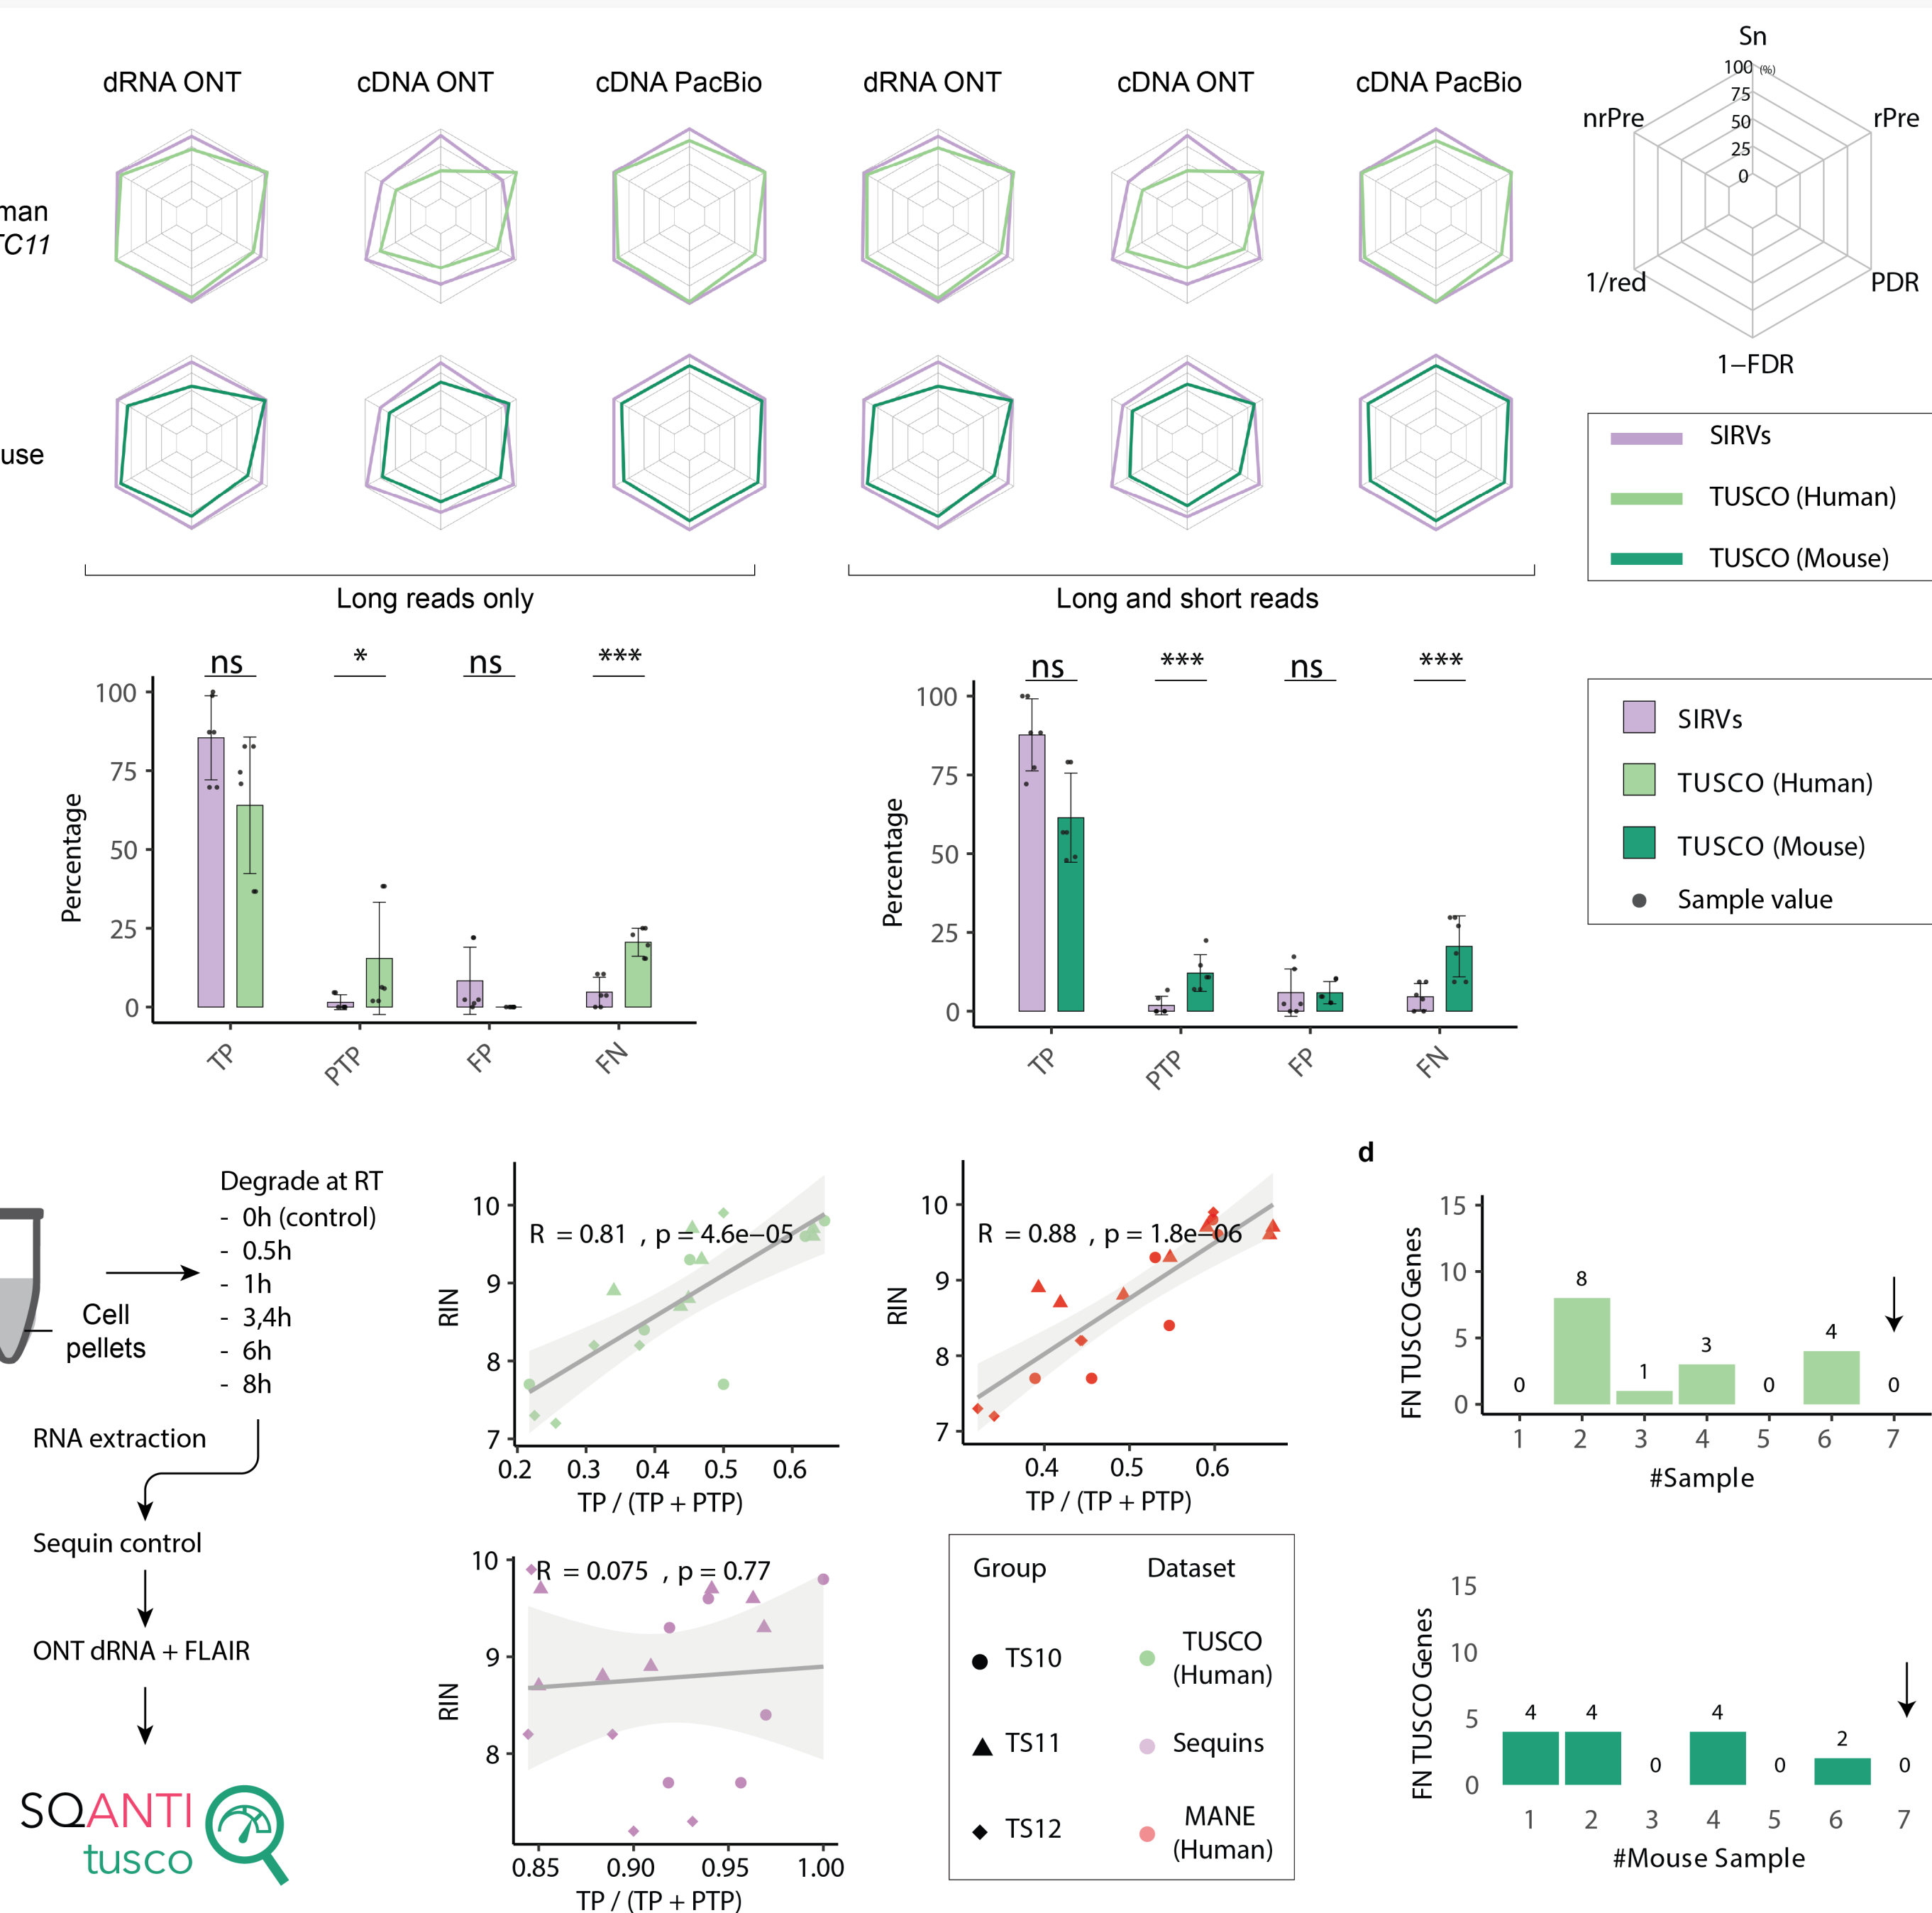 Sn
dRNA ONT cDNA ONT cDNA PacBio dRNA ONT cDNA ONT cDNA PacBio
100 (%)
75
50
25
0
nrPre rPre
1/red PDR
1−FDR
man
TC11
use
SIRVs
TUSCO (Human)
TUSCO (Mouse)
Long reads only Long and short reads
ns * ns ***
100
75
50
25
0
Percentage
TP PTP FP FN
ns *** ns ***
100
75
50
25
0
Percentage
TP PTP FP FN
SIRVs
TUSCO (Human)
TUSCO (Mouse)
Sample value
Degrade at RT
- 0h (control)
- 0.5h
- 1h
- 3,4h
- 6h
- 8h
Cell
pellets
RNA extraction
Sequin control
ONT dRNA + FLAIR
SQANTI
tusco
R = 0.81 , p = 4.6e−05
10
9
8
7
RIN
0.2 0.3 0.4 0.5 0.6
TP / (TP + PTP)
R = 0.88 , p = 1.8e−06
10
9
8
7
RIN
0.4 0.5 0.6
TP / (TP + PTP)
R = 0.075 , p = 0.77
10
9
8
RIN
0.85 0.90 0.95 1.00
TP / (TP + PTP)
Group Dataset
TS10 TUSCO
(Human)
TS11 Sequins
TS12 MANE
(Human)
d
15
10
5
0
FN TUSCO Genes
0 8 1 3 0 4 0
1 2 3 4 5 6 7
#Sample
15
10
5
0
FN TUSCO Genes
4 4 0 4 0 2 0
1 2 3 4 5 6 7
#Mouse Sample